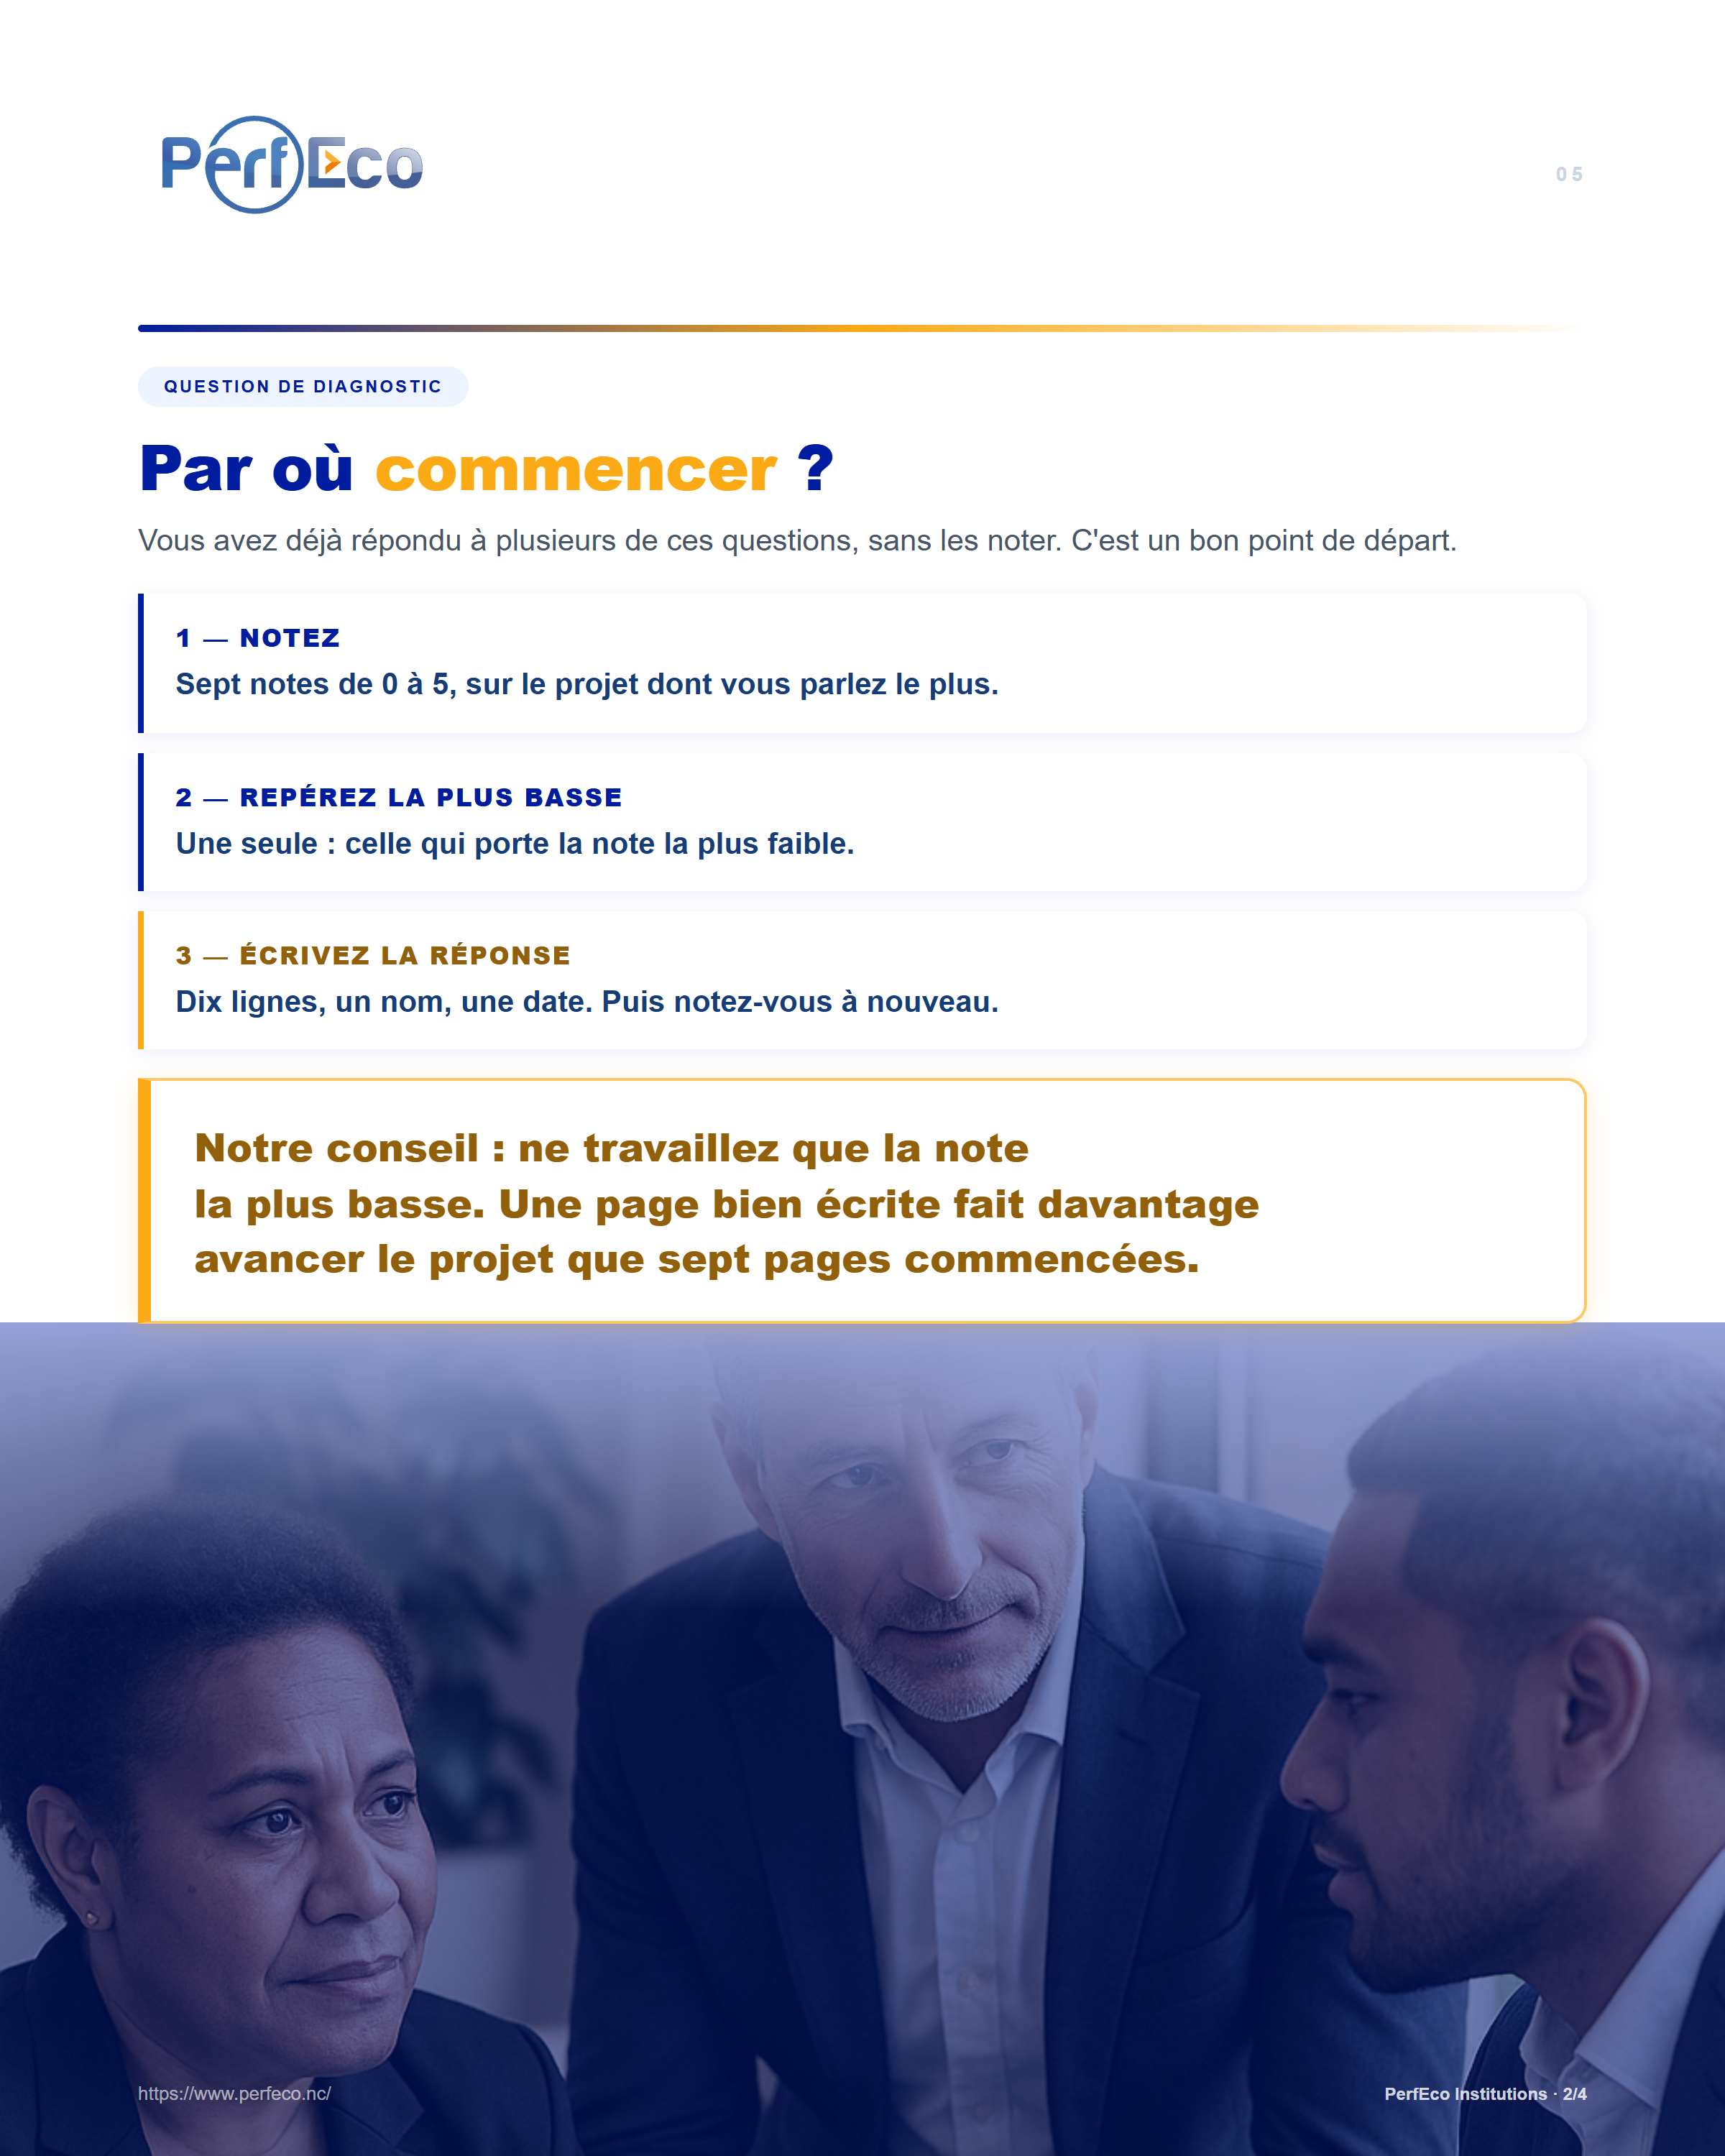 PerfEco
05
QUESTION DE DIAGNOSTIC
Par où commencer ?
Vous avez déjà répondu à plusieurs de ces questions, sans les noter. C'est un bon point de départ.
1 — NOTEZ
Sept notes de 0 à 5, sur le projet dont vous parlez le plus.
2 — REPÉREZ LA PLUS BASSE
Une seule : celle qui porte la note la plus faible.
3 — ÉCRIVEZ LA RÉPONSE
Dix lignes, un nom, une date. Puis notez-vous à nouveau.
Notre conseil : ne travaillez que la note
la plus basse. Une page bien écrite fait davantage
avancer le projet que sept pages commencées.
https://www.perfeco.nc/
PerfEco Institutions · 2/4